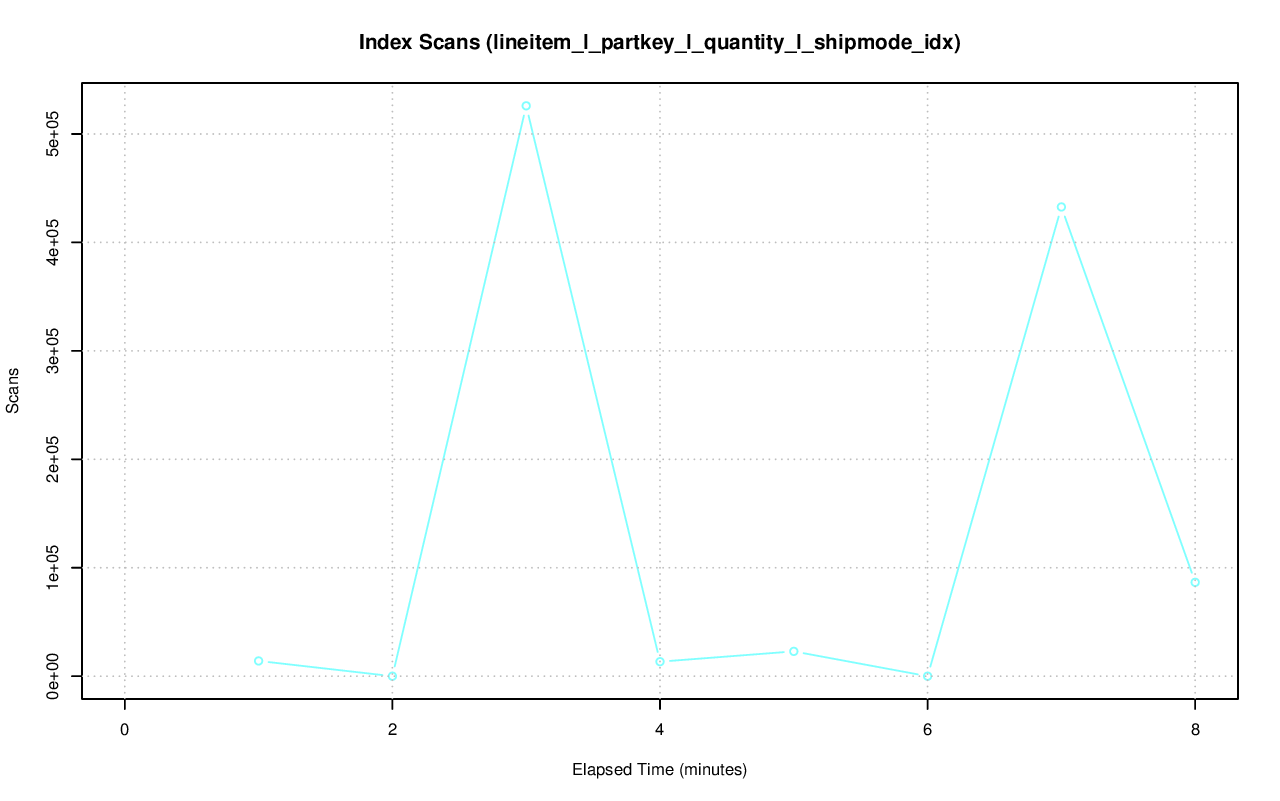 Index Scans (lineitem_l_partkey_l_quantity_l_shipmode_idx)
Scans
5e+05
4e+05
3e+05
2e+05
1e+05
0e+00
0 2 4 6 8
Elapsed Time (minutes)